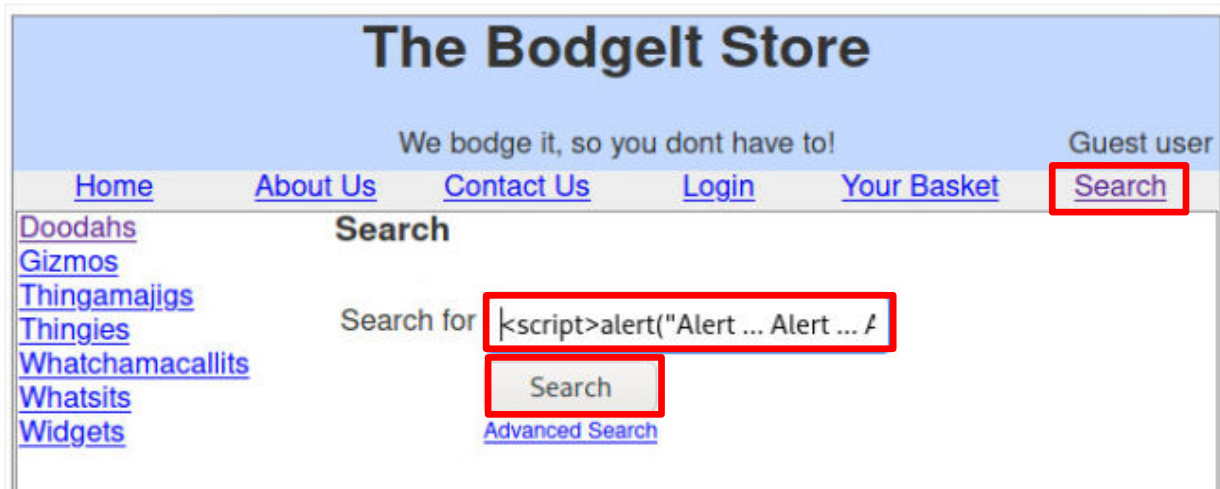 The BodgeIt Store
We bodge it, so you dont have to! Guest user
Home About Us Contact Us Login Your Basket Search
Doodahs
Gizmos
Thingamajigs
Thingies
Whatchamacallits
Whatsits
Widgets
Search
Search for <script>alert("Alert ... Alert ...
Search
Advanced Search